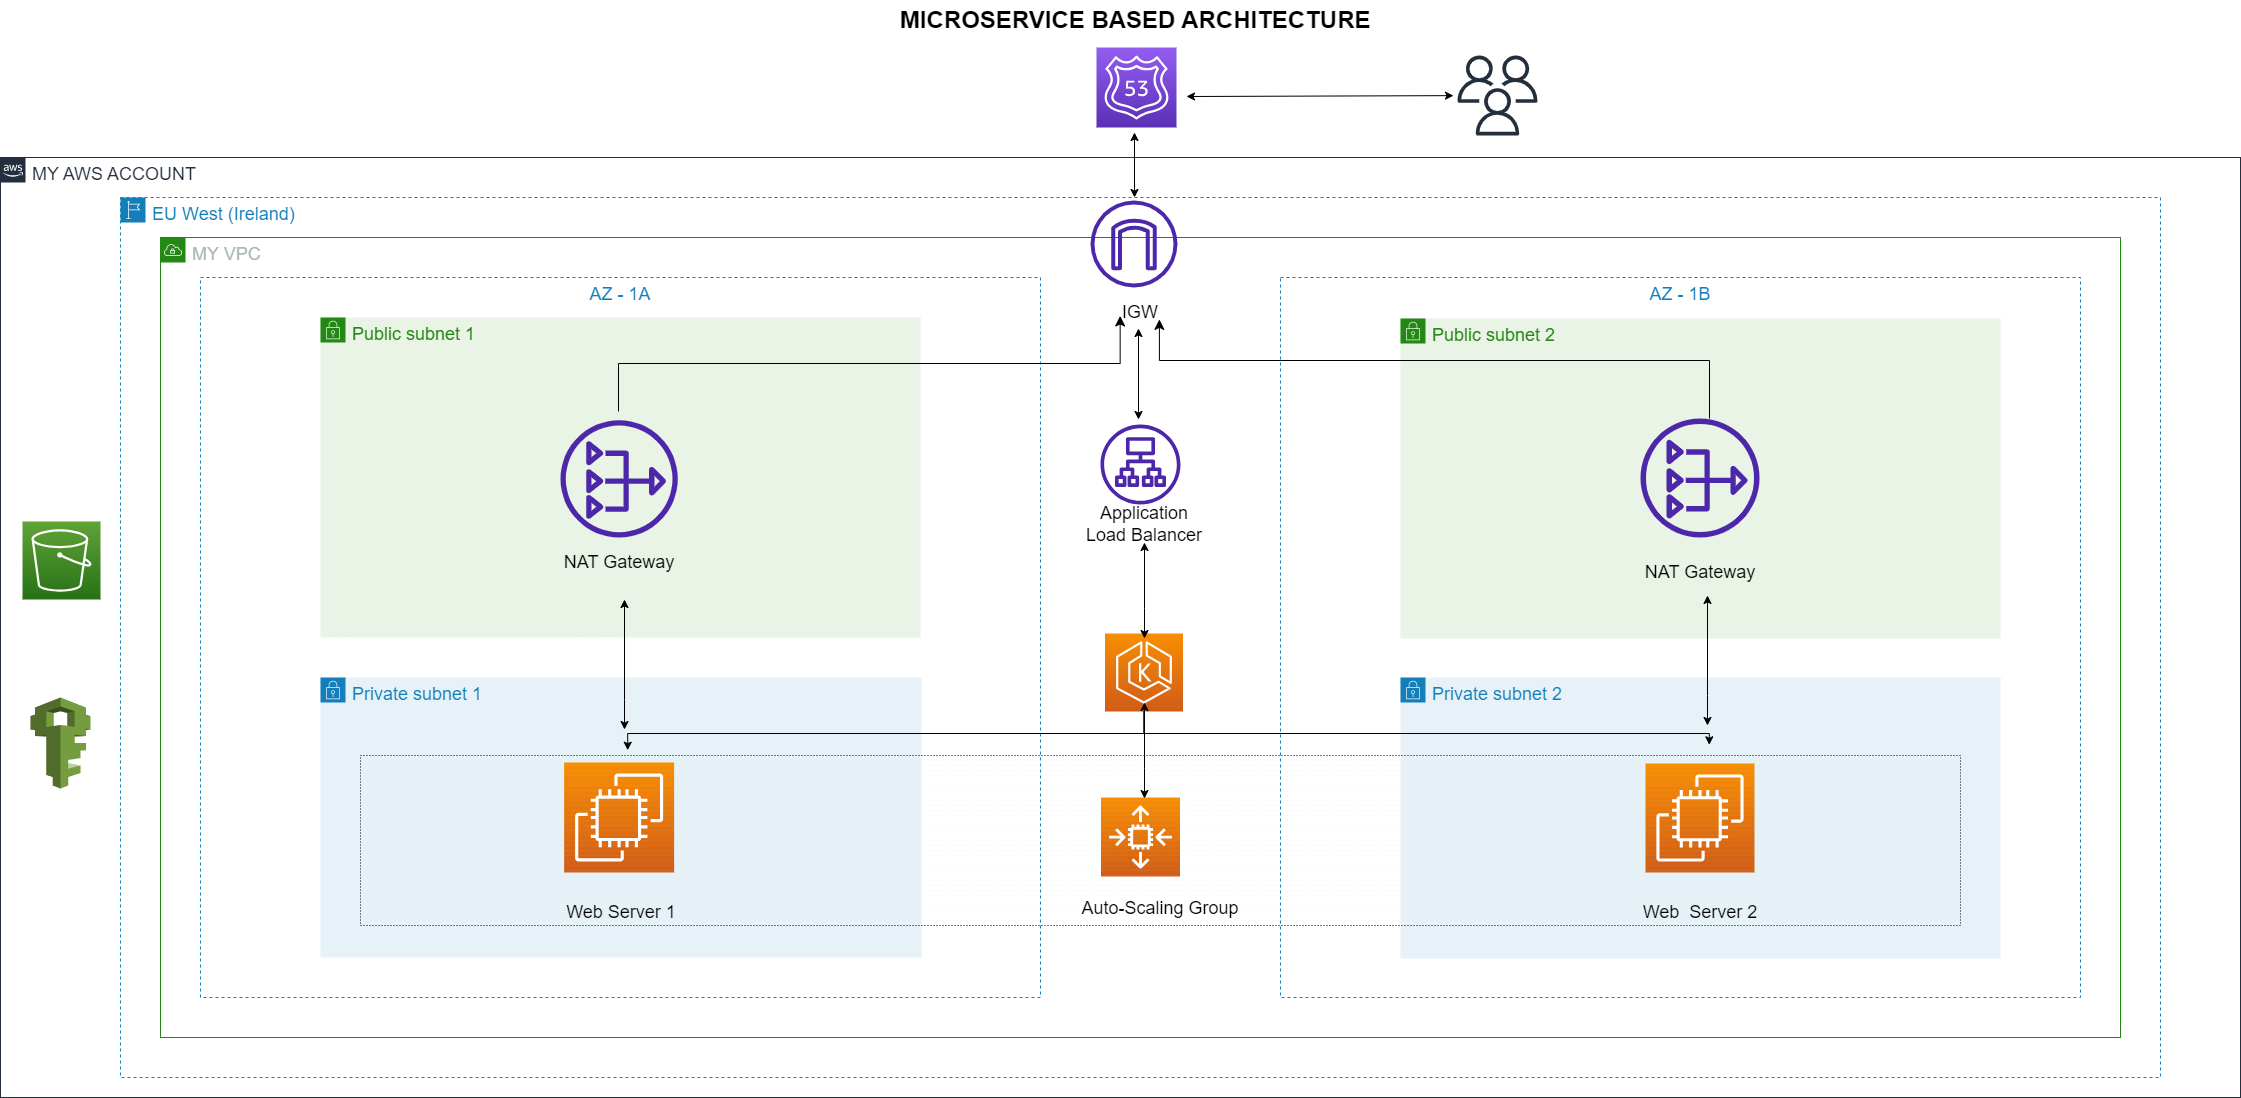 MICROSERVICE BASED ARCHITECTURE
53
aws
MY AWS ACCOUNT
EU West (Ireland)
MY VPC
AZ - 1A
AZ - 1B
IGW
Public subnet 1
Public subnet 2
Application
Load Balancer
NAT Gateway
NAT Gateway
K
Private subnet 1
Private subnet 2
Web Server 1
Auto-Scaling Group
Web  Server 2